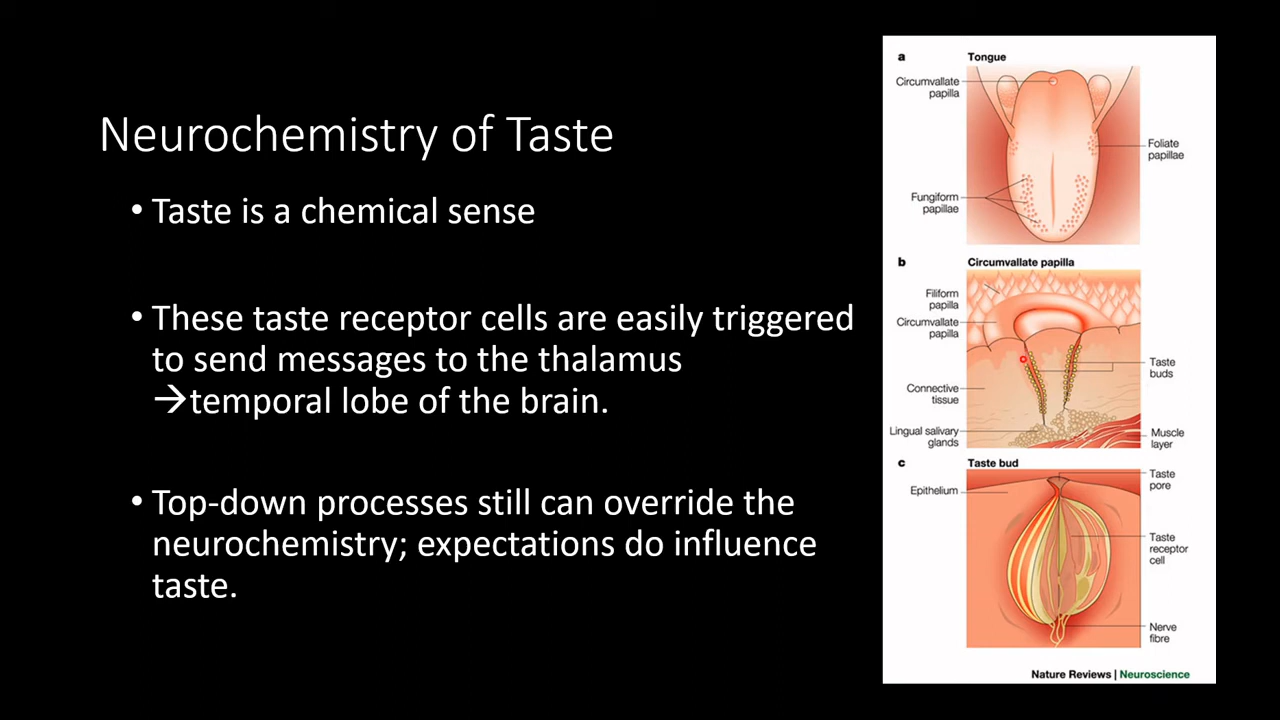 Neurochemistry of Taste
• Taste is a chemical sense
• These taste receptor cells are easily triggered
to send messages to the thalamus
→temporal lobe of the brain.
• Top-down processes still can override the
neurochemistry; expectations do influence
taste.
a Tongue
Circumvallate
papilla
Foliate
papillae
Fungiform
papillae
b Circumvallate papilla
Filiform
papilla
Circumvallate
papilla
Taste
buds
Connective
tissue
Lingual salivary
glands
Muscle
layer
c Taste bud
Taste
pore
Epithelium
Taste
receptor
cell
Nerve
fibre
Nature Reviews | Neuroscience